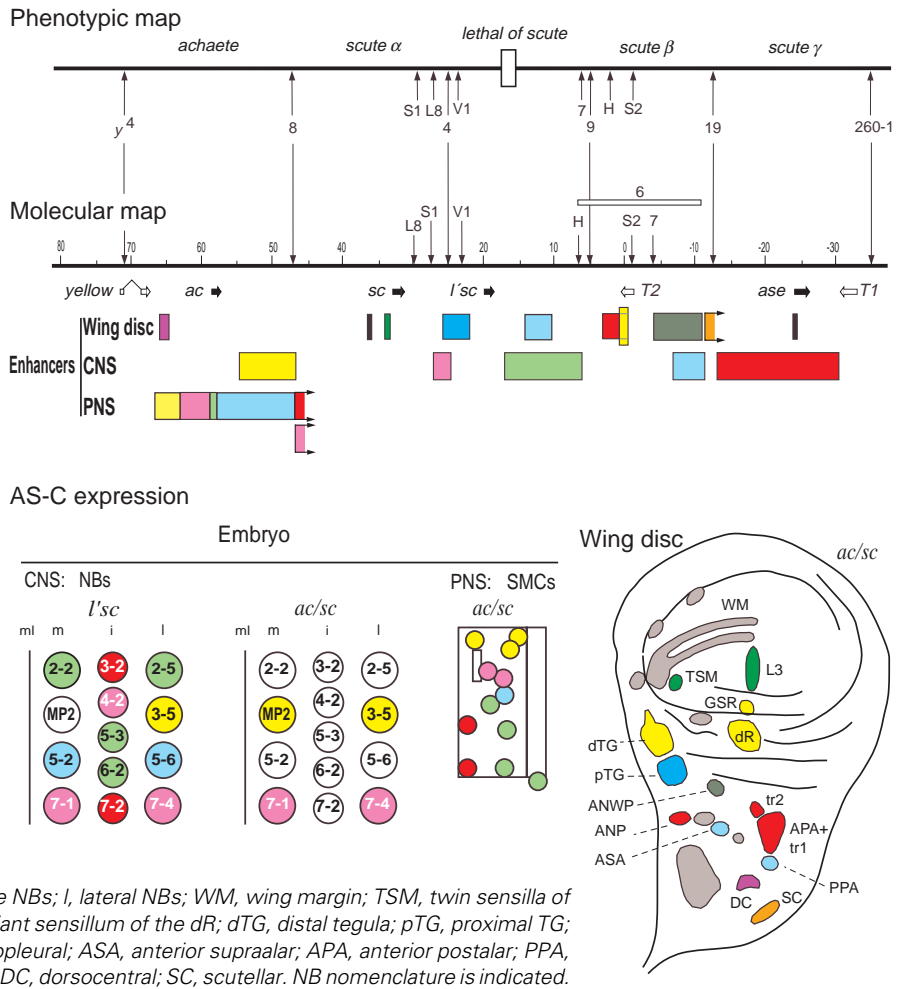 Phenotypic map
achaete scute α lethal of scute scute β scute γ
y 4 8 S1 L8 4 V1 7 9 H S2 19 260-1
6
Molecular map
L8 S1 V1 H S2 7
80 70 60 50 40 20 10 0 -10 -20 -30
yellow ac sc l´sc T2 ase T1
Wing disc
Enhancers CNS
PNS
AS-C expression
Embryo
CNS: NBs
l'sc ac/sc
ml m i l ml m i l
2-2 3-2 2-5 2-2 3-2 2-5
MP2 4-2 3-5 MP2 4-2 3-5
5-2 5-3 5-6 5-2 5-3 5-6
6-2 6-2
7-1 7-2 7-4 7-1 7-2 7-4
PNS: SMCs
ac/sc
Wing disc
ac/sc
WM
TSM L3
GSR
dTG dR
pTG
ANWP
ANP tr2
ASA APA+
tr1
PPA
DC SC
e NBs; l, lateral NBs; WM, wing margin; TSM, twin sensilla of
lant sensillum of the dR; dTG, distal tegula; pTG, proximal TG;
opleural; ASA, anterior supraalar; APA, anterior postalar; PPA,
DC, dorsocentral; SC, scutellar. NB nomenclature is indicated.